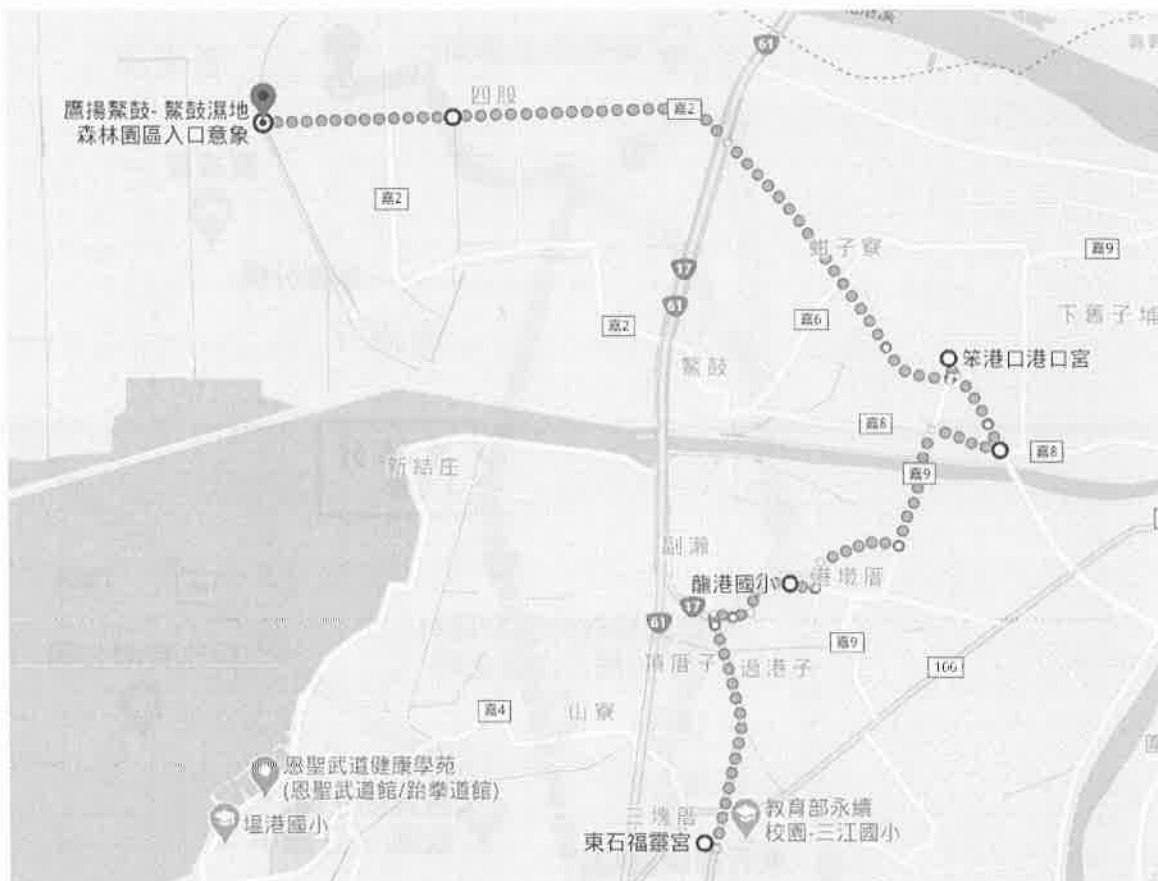 61
四股
嘉2
鷹揚鰲鼓- 鰲鼓濕地
森林園區入口意象
嘉2
蚶子寮
嘉9
17
61
嘉6
下舊子埔
嘉2
鰲鼓
笨港口港口宮
嘉8
嘉8
新結庄
嘉9
副瀨
龍港國小
港墘厝
17
61
頂厝子
過港子
嘉9
166
嘉4
山寮
恩聖武道健康學苑
(恩聖武道館/跆拳道館)
塭港國小
三塊厝
教育部永續
校園-三江國小
東石福靈宮